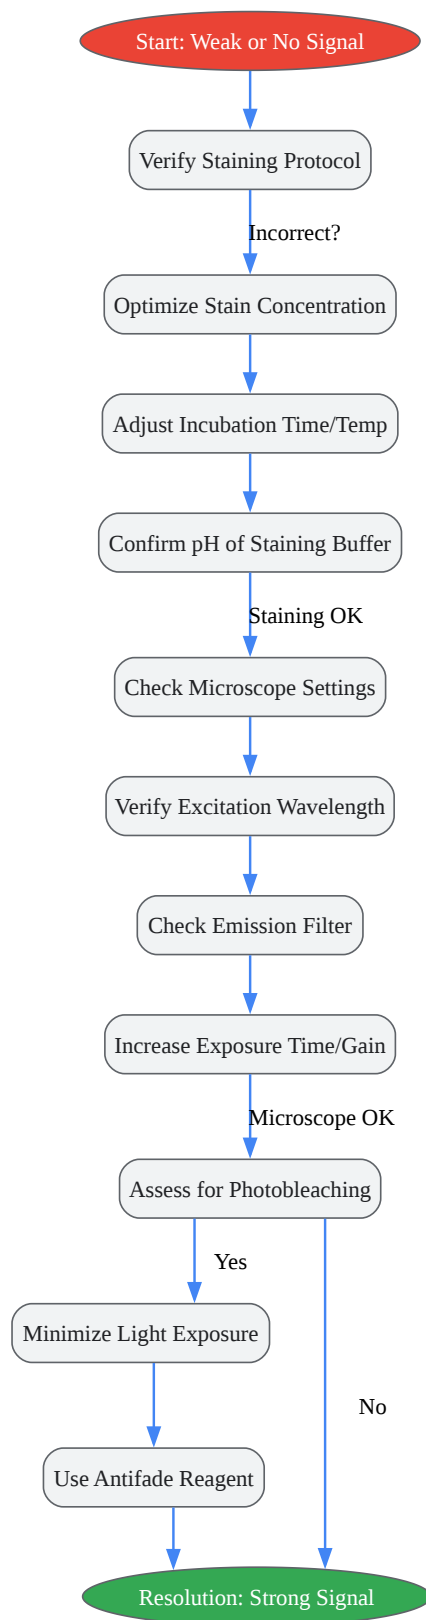 Start: Weak or No Signal
Verify Staining Protocol
Incorrect?
Optimize Stain Concentration
Adjust Incubation Time/Temp
Confirm pH of Staining Buffer
Staining OK
Check Microscope Settings
Verify Excitation Wavelength
Check Emission Filter
Increase Exposure Time/Gain
Microscope OK
Assess for Photobleaching
Yes
Minimize Light Exposure
No
Use Antifade Reagent
Resolution: Strong Signal